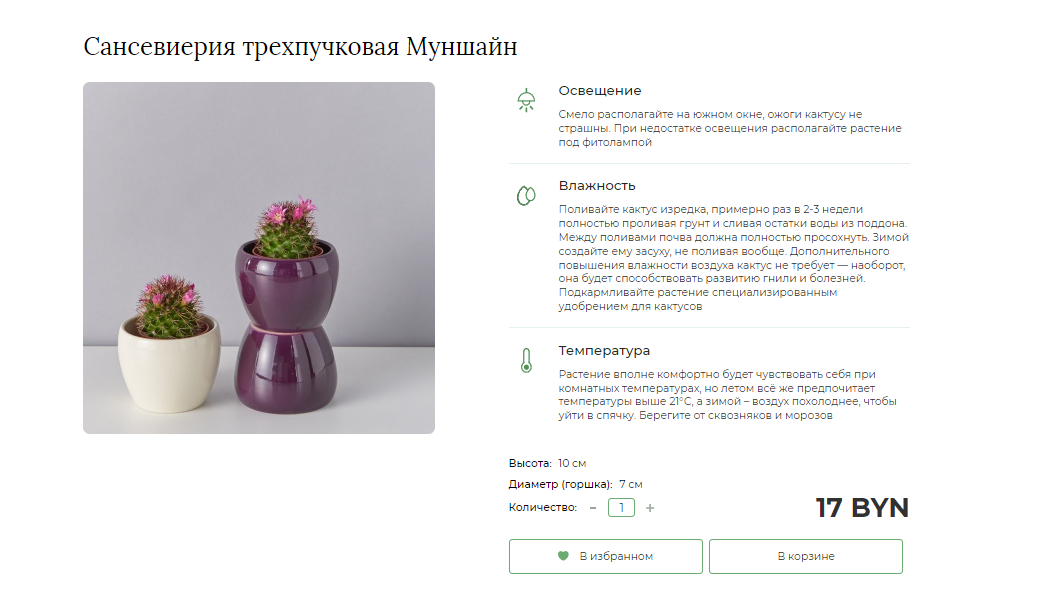 Сансевиерия трехпучковая Муншайн
Освещение
Смело располагайте на южном окне, ожоги кактусу не
страшны. При недостатке освещения располагайте растение
под фитолампой
Влажность
Поливайте кактус изредка, примерно раз в 2-3 недели
полностью проливая грунт и сливая остатки воды из поддона.
Между поливами почва должна полностью просохнуть. Зимой
создайте ему засуху, не поливая вообще. Дополнительного
повышения влажности воздуха кактус не требует — наоборот,
она будет способствовать развитию гнили и болезней.
Подкармливайте растение специализированным
удобрением для кактусов
Температура
Растение вполне комфортно будет чувствовать себя при
комнатных температурах, но летом всё же предпочитает
температуры выше 21°C, а зимой – воздух похолоднее, чтобы
уйти в спячку. Берегите от сквозняков и морозов
Высота: 10 см
Диаметр (горшка): 7 см
Количество: - 1 +
17 BYN
В избранном
В корзине